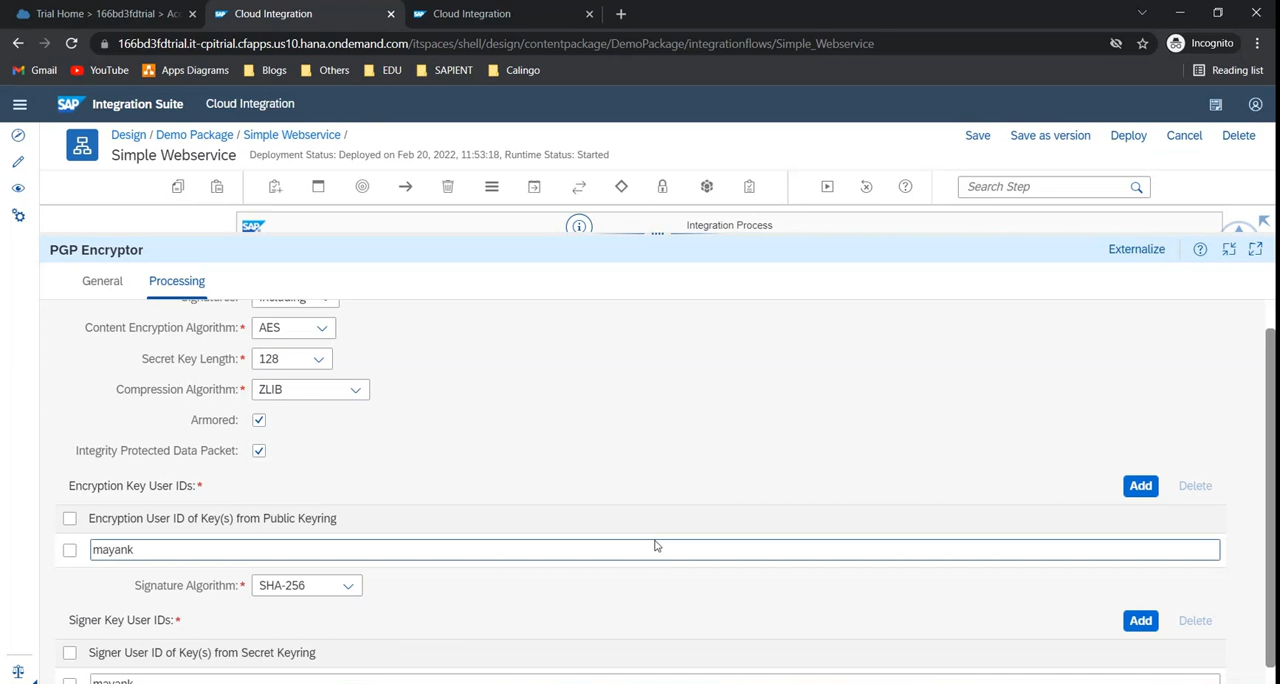 Trial Home > 166bd3fdtrial > Ac
Cloud Integration
Cloud Integration
166bd3fdtrial.it-cpitrial.cfapps.us10.hana.ondemand.com/itspaces/shell/design/contentpackage/DemoPackage/integrationflows/Simple_Webservice
Incognito
Gmail
YouTube
Apps Diagrams
Blogs
Others
EDU
SAPIENT
Calingo
Reading list
SAP Integration Suite Cloud Integration
Design / Demo Package / Simple Webservice /
Simple Webservice Deployment Status: Deployed on Feb 20, 2022, 11:53:18, Runtime Status: Started
Save
Save as version
Deploy
Cancel
Delete
Search Step
SAP
Integration Process
PGP Encryptor
Externalize
General
Processing
Signatures: Including
Content Encryption Algorithm:* AES
Secret Key Length:* 128
Compression Algorithm:* ZLIB
Armored:
Integrity Protected Data Packet:
Encryption Key User IDs:*
Add
Delete
Encryption User ID of Key(s) from Public Keyring
mayank
Signature Algorithm:* SHA-256
Signer Key User IDs:*
Add
Delete
Signer User ID of Key(s) from Secret Keyring
mayank